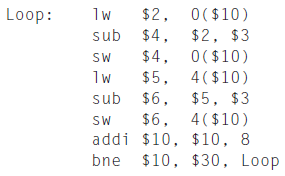 Loop: lw $2, 0($10)
sub $4, $2, $3
sw $4, 0($10)
lw $5, 4($10)
sub $6, $5, $3
sw $6, 4($10)
addi $10, $10, 8
bne $10, $30, Loop